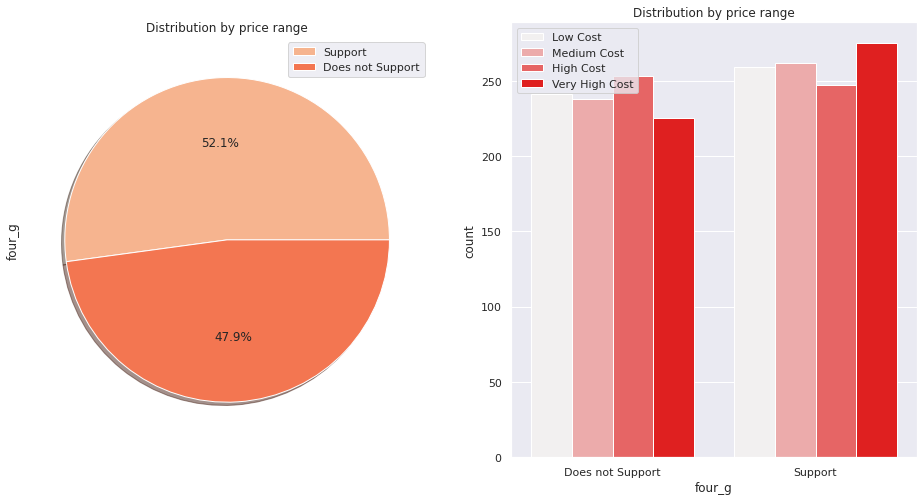 Distribution by price range
Support
Does not Support
52.1%
47.9%
four_g
Distribution by price range
Low Cost
Medium Cost
High Cost
Very High Cost
250
200
150
100
50
0
count
Does not Support
Support
four_g